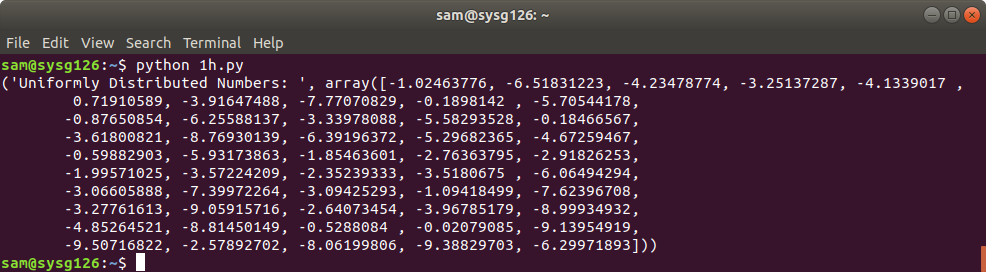 sam@sysg126: ~
File Edit View Search Terminal Help
sam@sysg126:~$ python 1h.py
('Uniformly Distributed Numbers: ', array([-1.02463776, -6.51831223, -4.23478774, -3.25137287, -4.1339017 ,
        0.71910589, -3.91647488, -7.77070829, -0.1898142 , -5.70544178,
       -0.87650854, -6.25588137, -3.33978088, -5.58293528, -0.18466567,
       -3.61800821, -8.76930139, -6.39196372, -5.29682365, -4.67259467,
       -0.59882903, -5.93173863, -1.85463601, -2.76363795, -2.91826253,
       -1.99571025, -3.57224209, -2.35239333, -3.5180675 , -6.06494294,
       -3.06605888, -7.39972264, -3.09425293, -1.09418499, -7.62396708,
       -3.27761613, -9.05915716, -2.64073454, -3.96785179, -8.99934932,
       -4.85264521, -8.81450149, -0.5288084 , -0.02079085, -9.13954919,
       -9.50716822, -2.57892702, -8.06199806, -9.38829703, -6.29971893]))
sam@sysg126:~$